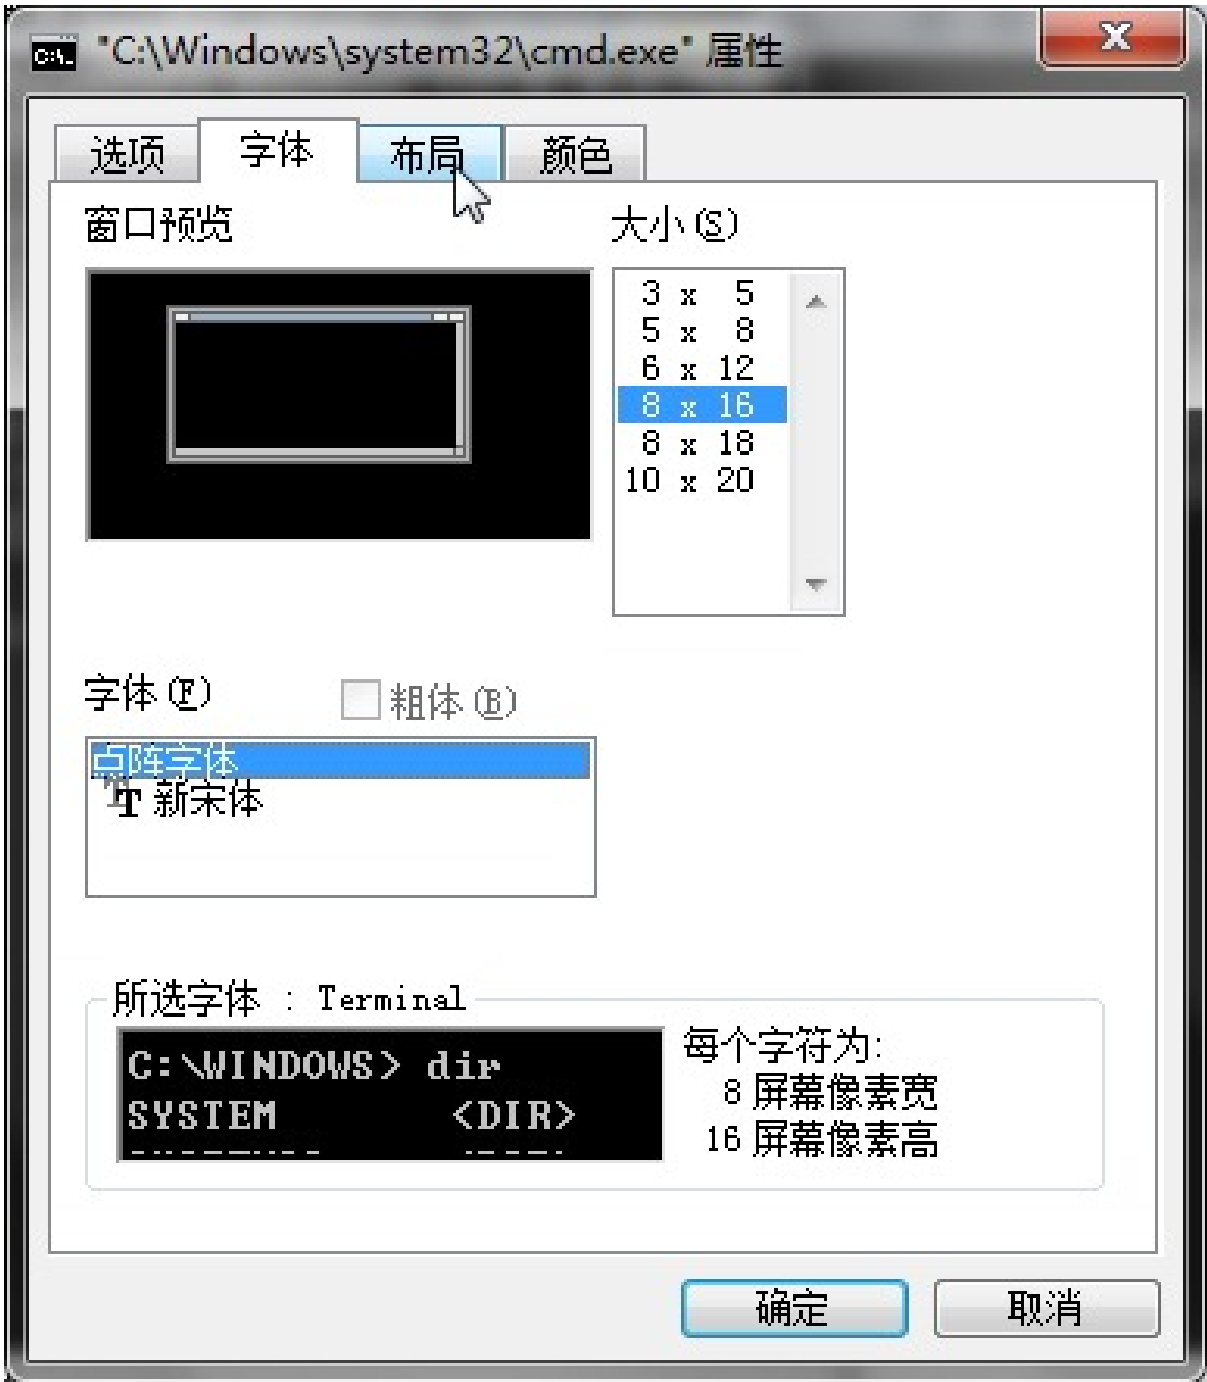 "C:\Windows\system32\cmd.exe" 属性
选项 字体 布局 颜色
窗口预览
大小(S)
3 x 5
5 x 8
6 x 12
8 x 16
8 x 18
10 x 20
字体(F)
粗体(B)
点阵字体
新宋体
所选字体 : Terminal
C:\WINDOWS> dir
SYSTEM <DIR>
每个字符为:
8 屏幕像素宽
16 屏幕像素高
确定 取消